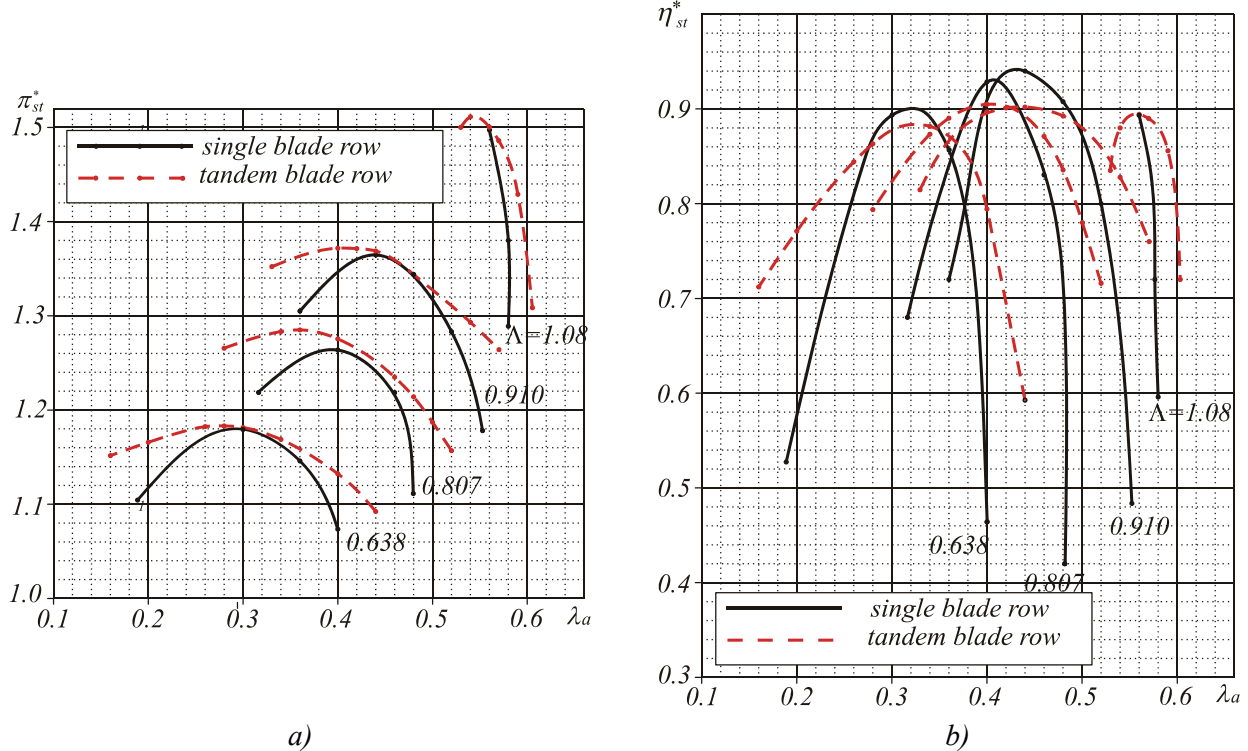 π*st
1.5
1.4
1.3
1.2
1.1
1.0
single blade row
tandem blade row
Λ=1.08
0.910
0.807
0.638
0.1 0.2 0.3 0.4 0.5 0.6 λa
a)
η*st
0.9
0.8
0.7
0.6
0.5
0.4
0.3
Λ=1.08
0.910
0.638
0.807
single blade row
tandem blade row
0.1 0.2 0.3 0.4 0.5 0.6 λa
b)